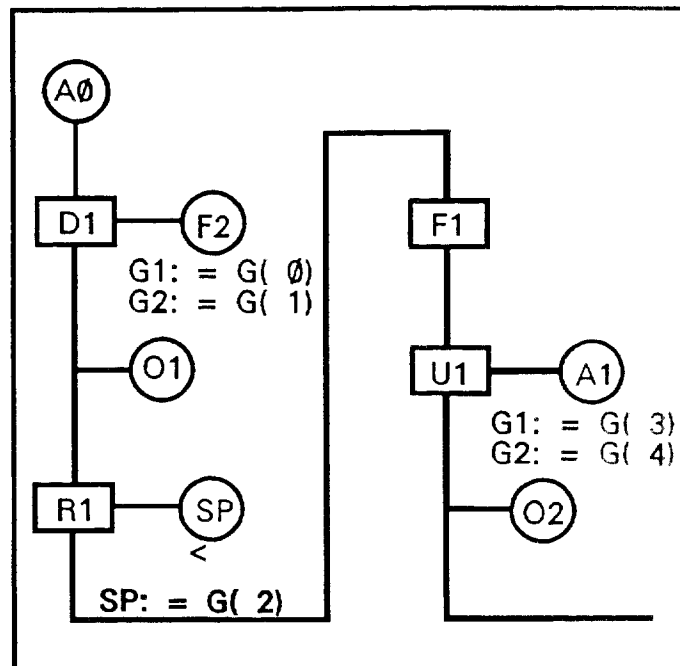 AØ
D1
F2
G1: = G( Ø)
G2: = G( 1)
O1
R1
SP
<
SP: = G( 2)
F1
U1
A1
G1: = G( 3)
G2: = G( 4)
O2